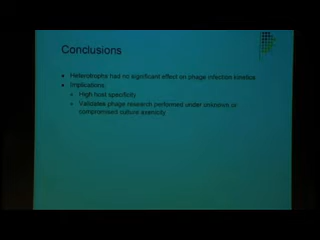 Conclusions
Heterotrophs had no significant effect on phage infection kinetics
Implications:
High host specificity
Validates phage research performed under unknown or
compromised culture axenicity